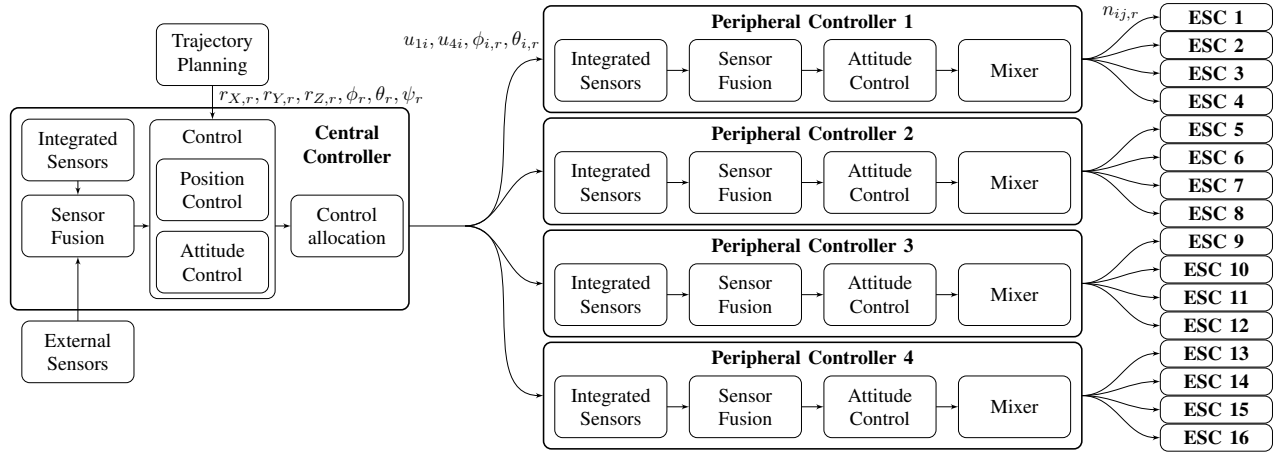 Trajectory
Planning
r_{X,r}, r_{Y,r}, r_{Z,r}, ϕ_r, θ_r, ψ_r
Central
Controller
Integrated
Sensors
Sensor
Fusion
External
Sensors
Control
Position
Control
Attitude
Control
Control
allocation
u_{1i}, u_{4i}, ϕ_{i,r}, θ_{i,r}
Peripheral Controller 1
Integrated
Sensors
Sensor
Fusion
Attitude
Control
Mixer
Peripheral Controller 2
Integrated
Sensors
Sensor
Fusion
Attitude
Control
Mixer
Peripheral Controller 3
Integrated
Sensors
Sensor
Fusion
Attitude
Control
Mixer
Peripheral Controller 4
Integrated
Sensors
Sensor
Fusion
Attitude
Control
Mixer
n_{ij,r}
ESC 1
ESC 2
ESC 3
ESC 4
ESC 5
ESC 6
ESC 7
ESC 8
ESC 9
ESC 10
ESC 11
ESC 12
ESC 13
ESC 14
ESC 15
ESC 16